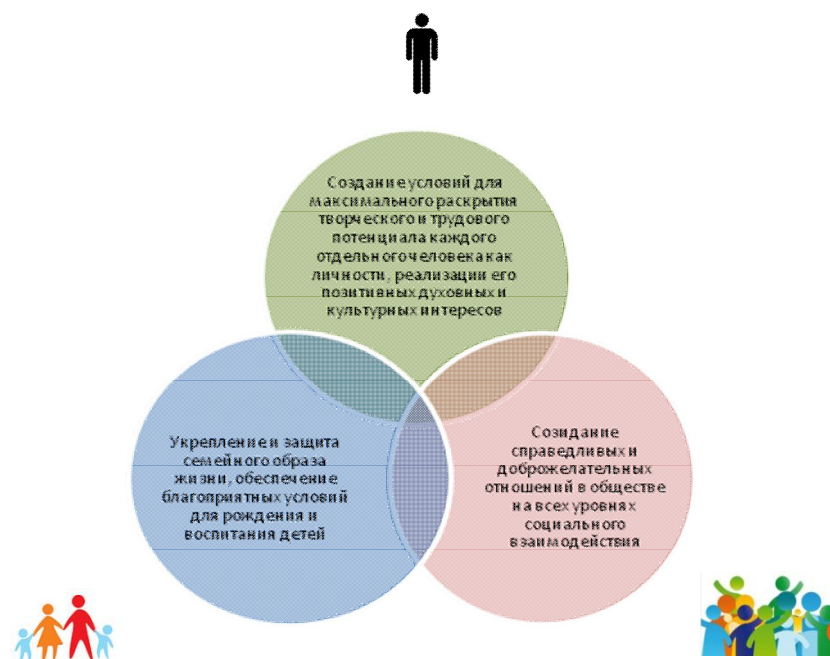 Создание условий для
максимального раскрытия
творческого и трудового
потенциала каждого
отдельного человека как
личности, реализации его
позитивных духовных и
культурных интересов
Укрепление и защита
семейного образа
жизни, обеспечение
благоприятных условий
для рождения и
воспитания детей
Созидание
справедливых и
доброжелательных
отношений в обществе
на всех уровнях
социального
взаимодействия